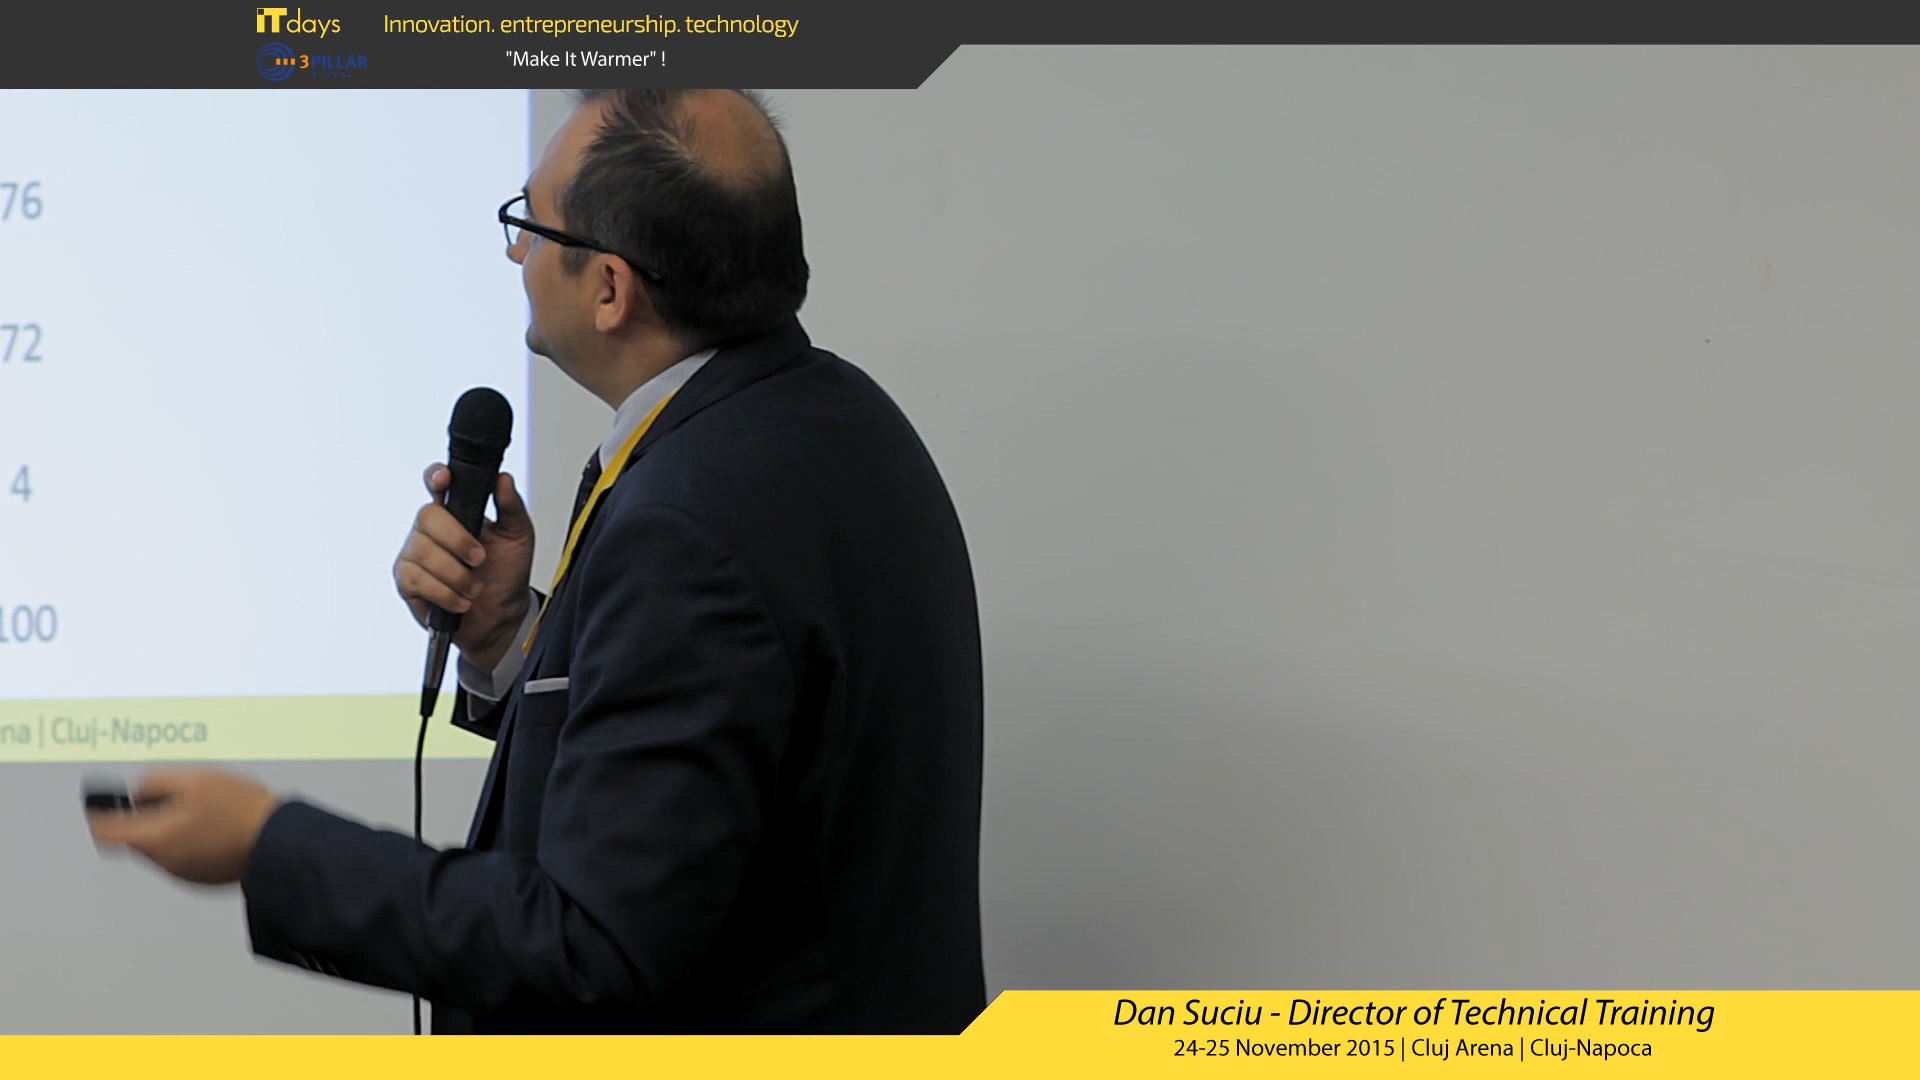 iTdays
Innovation. entrepreneurship. technology
3PILLAR
GLOBAL
"Make It Warmer" !
76
72
4
100
na | Cluj-Napoca
Dan Suciu - Director of Technical Training
24-25 November 2015 | Cluj Arena | Cluj-Napoca